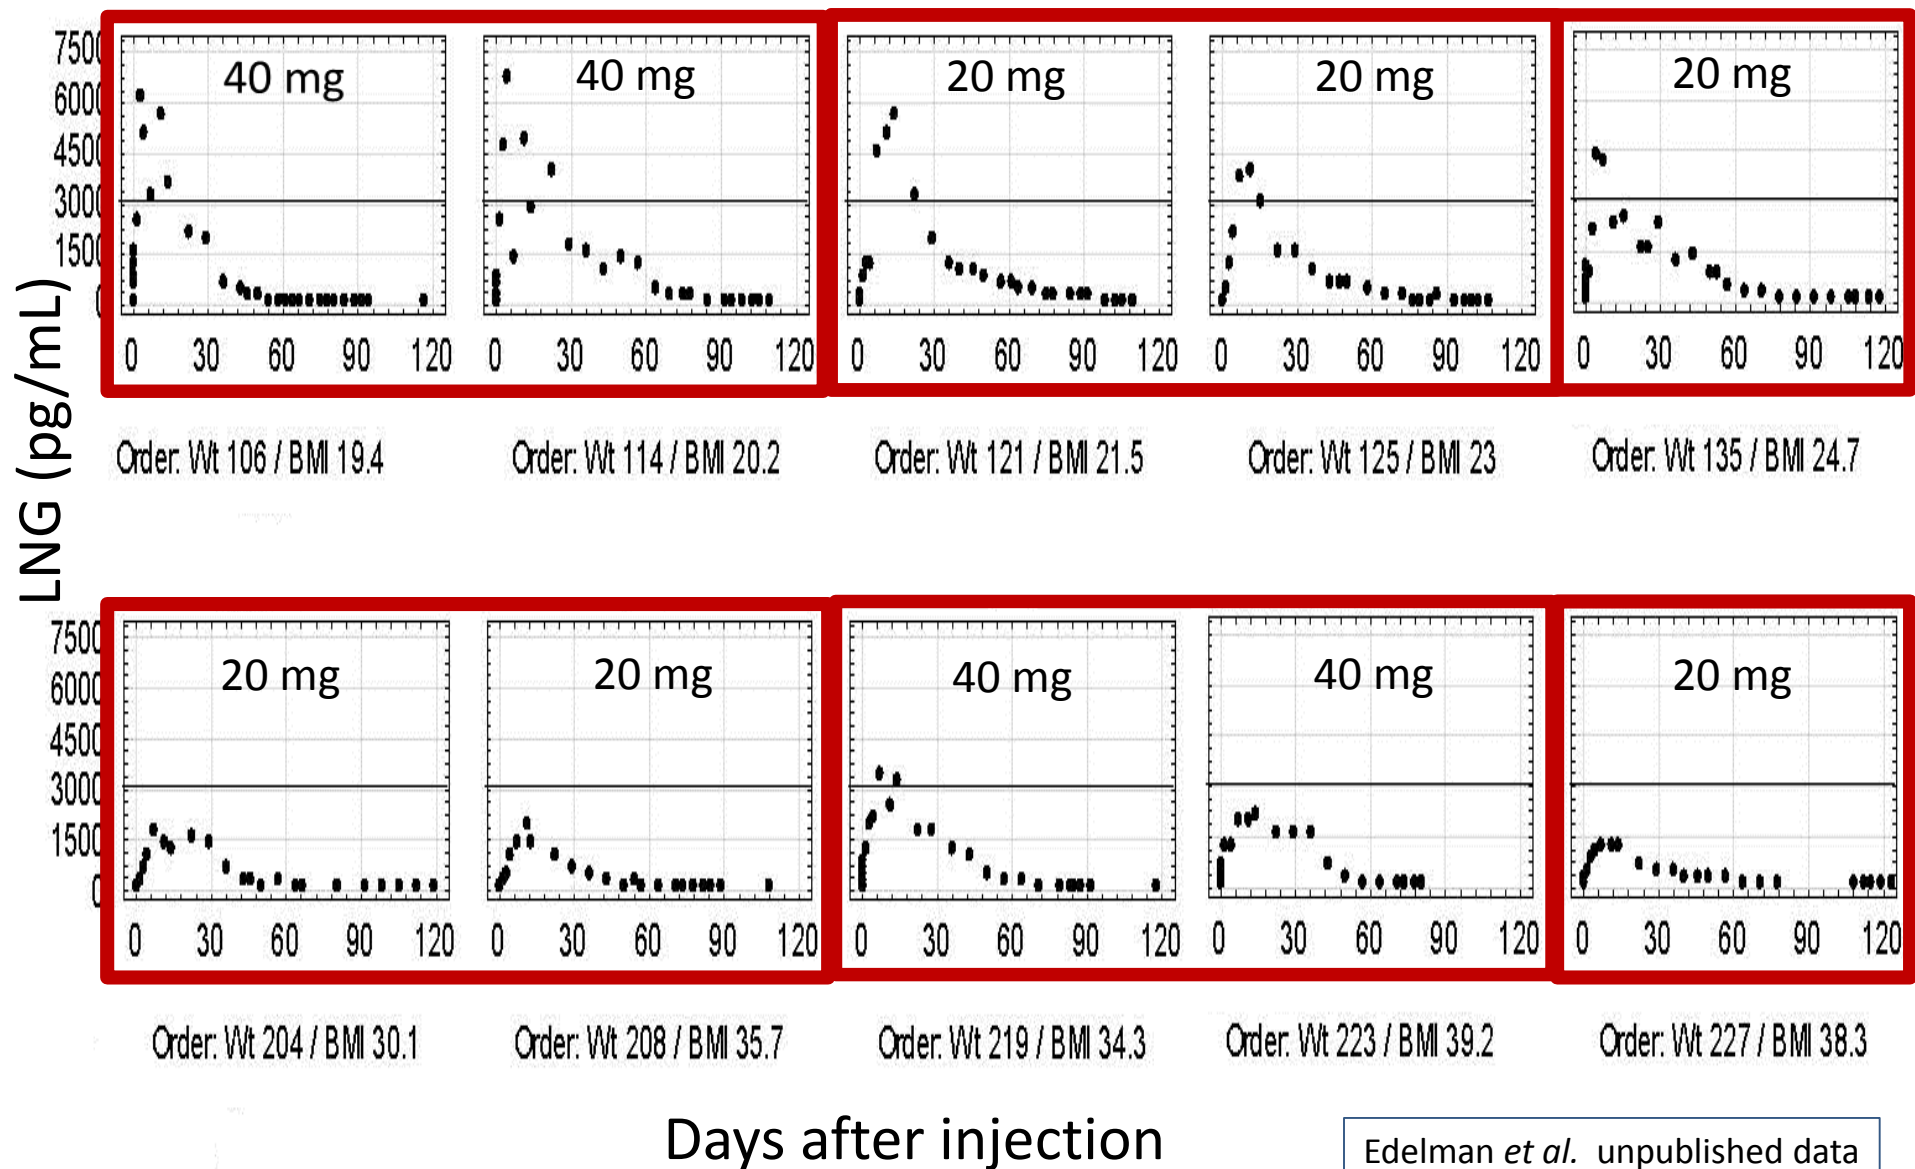 40 mg 40 mg 20 mg 20 mg 20 mg
7500
6000
4500
3000
1500
0
0 30 60 90 120 0 30 60 90 120 0 30 60 90 120 0 30 60 90 120 0 30 60 90 120
Order: Wt 106 / BMI 19.4 Order: Wt 114 / BMI 20.2 Order: Wt 121 / BMI 21.5 Order: Wt 125 / BMI 23 Order: Wt 135 / BMI 24.7
LNG (pg/mL)
20 mg 20 mg 40 mg 40 mg 20 mg
7500
6000
4500
3000
1500
0
0 30 60 90 120 0 30 60 90 120 0 30 60 90 120 0 30 60 90 120 0 30 60 90 120
Order: Wt 204 / BMI 30.1 Order: Wt 208 / BMI 35.7 Order: Wt 219 / BMI 34.3 Order: Wt 223 / BMI 39.2 Order: Wt 227 / BMI 38.3
Days after injection
Edelman et al. unpublished data